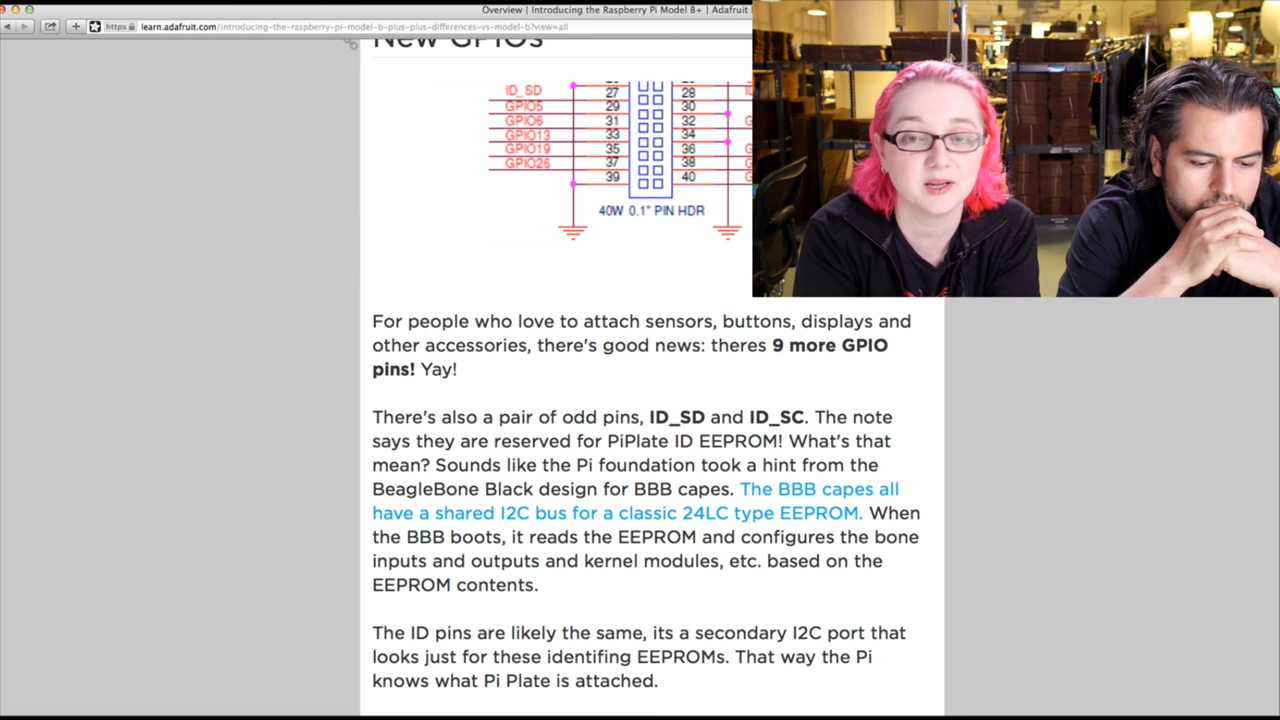 Overview | Introducing the Raspberry Pi Model B+ | Adafruit
https learn.adafruit.com/introducing-the-raspberry-pi-model-b-plus-plus-differences-vs-model-b?view=all
New GPIOs
ID_SD 27 28
GPIO5 29 30
GPIO6 31 32
GPIO13 33 34
GPIO19 35 36
GPIO26 37 38
39 40
40W 0.1" PIN HDR
For people who love to attach sensors, buttons, displays and
other accessories, there's good news: theres 9 more GPIO
pins! Yay!
There's also a pair of odd pins, ID_SD and ID_SC. The note
says they are reserved for PiPlate ID EEPROM! What's that
mean? Sounds like the Pi foundation took a hint from the
BeagleBone Black design for BBB capes. The BBB capes all
have a shared I2C bus for a classic 24LC type EEPROM. When
the BBB boots, it reads the EEPROM and configures the bone
inputs and outputs and kernel modules, etc. based on the
EEPROM contents.
The ID pins are likely the same, its a secondary I2C port that
looks just for these identifing EEPROMs. That way the Pi
knows what Pi Plate is attached.